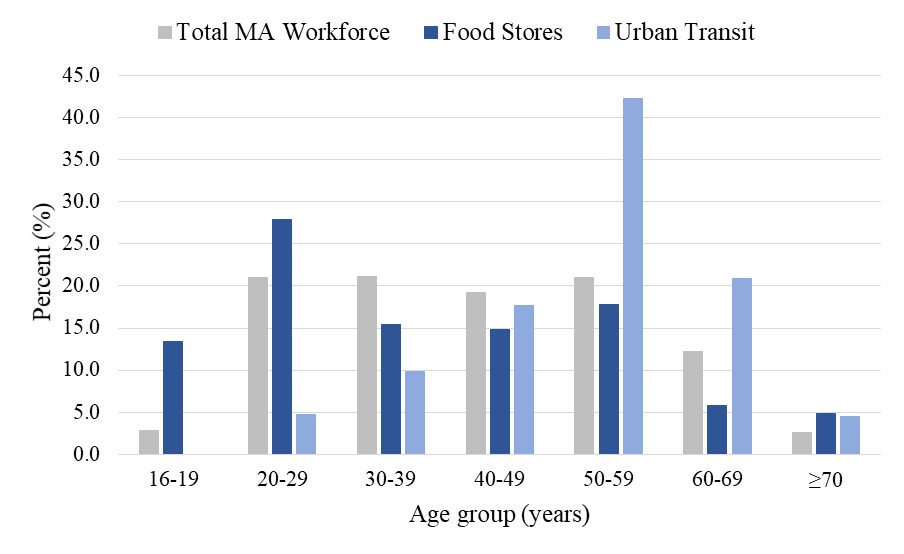 Total MA Workforce Food Stores Urban Transit
45.0
40.0
35.0
30.0
25.0
20.0
15.0
10.0
5.0
0.0
Percent (%)
16-19 20-29 30-39 40-49 50-59 60-69 ≥70
Age group (years)